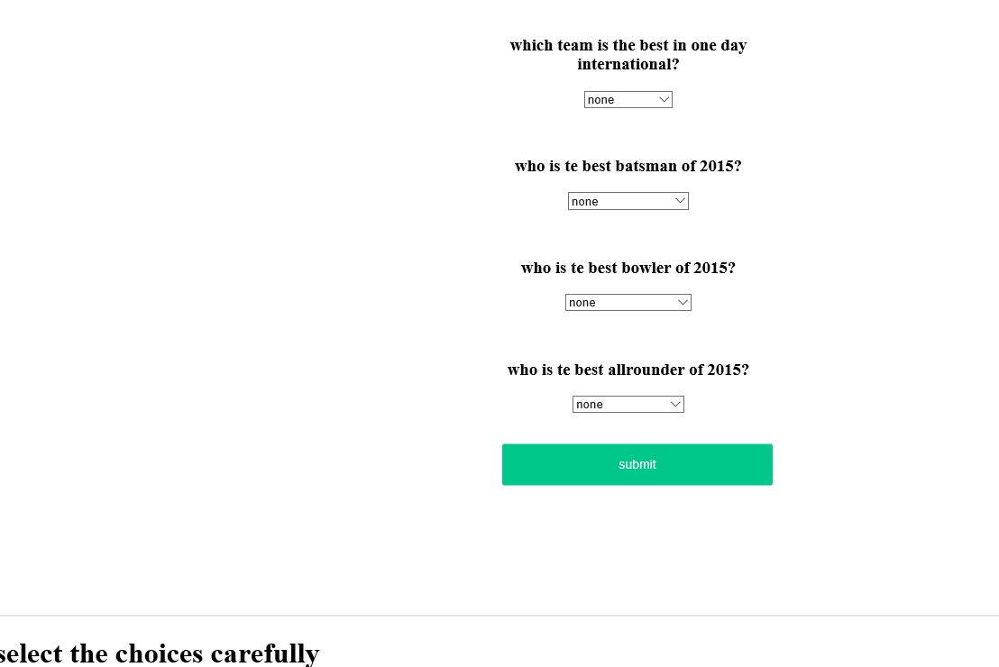 which team is the best in one day
international?
none
who is te best batsman of 2015?
none
who is te best bowler of 2015?
none
who is te best allrounder of 2015?
none
submit
select the choices carefully